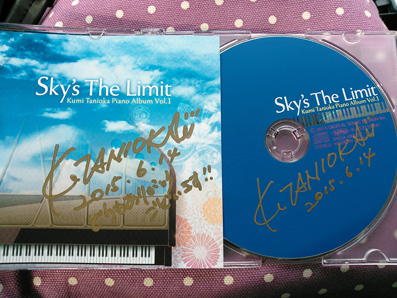 Sky's The Limit
Kumi Tanioka Piano Album Vol.1
K.TANIOKA
2015.6.14
Sky's The Limit
Kumi Tanioka Piano Album Vol.1
K.TANIOKA
2015.6.14